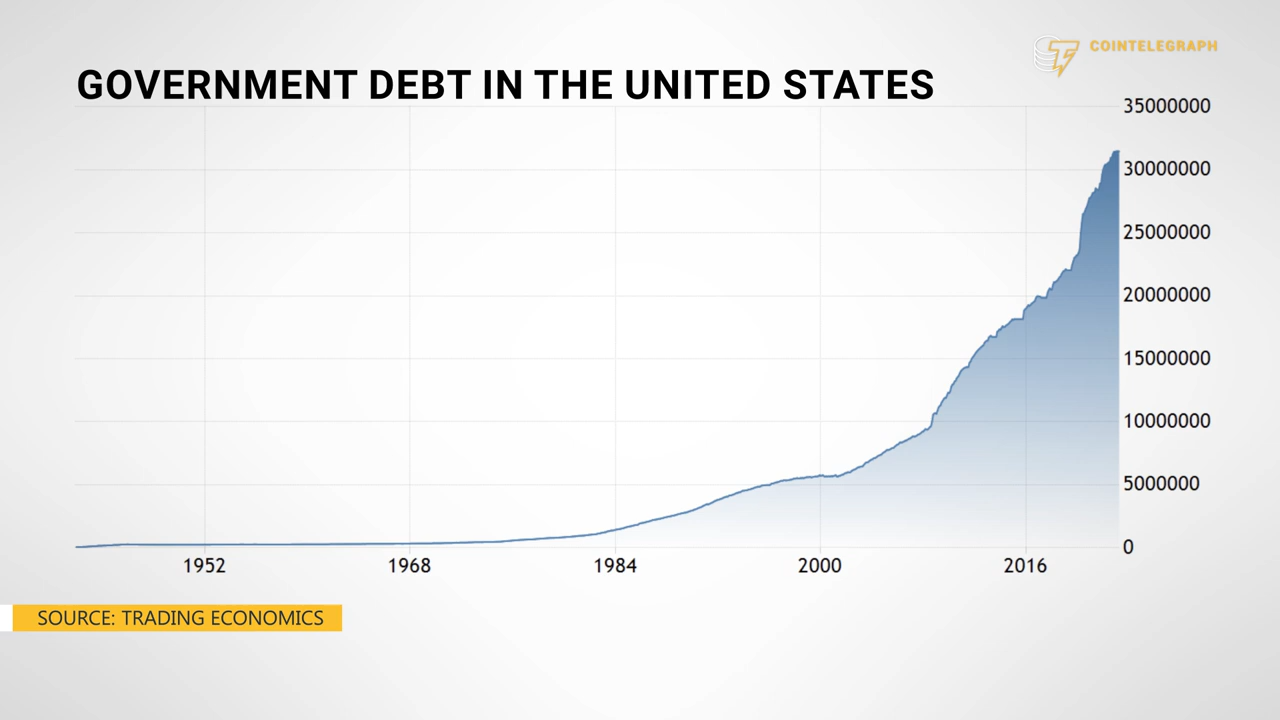 COINTELEGRAPH
GOVERNMENT DEBT IN THE UNITED STATES
35000000
30000000
25000000
20000000
15000000
10000000
5000000
0
1952 1968 1984 2000 2016
SOURCE: TRADING ECONOMICS